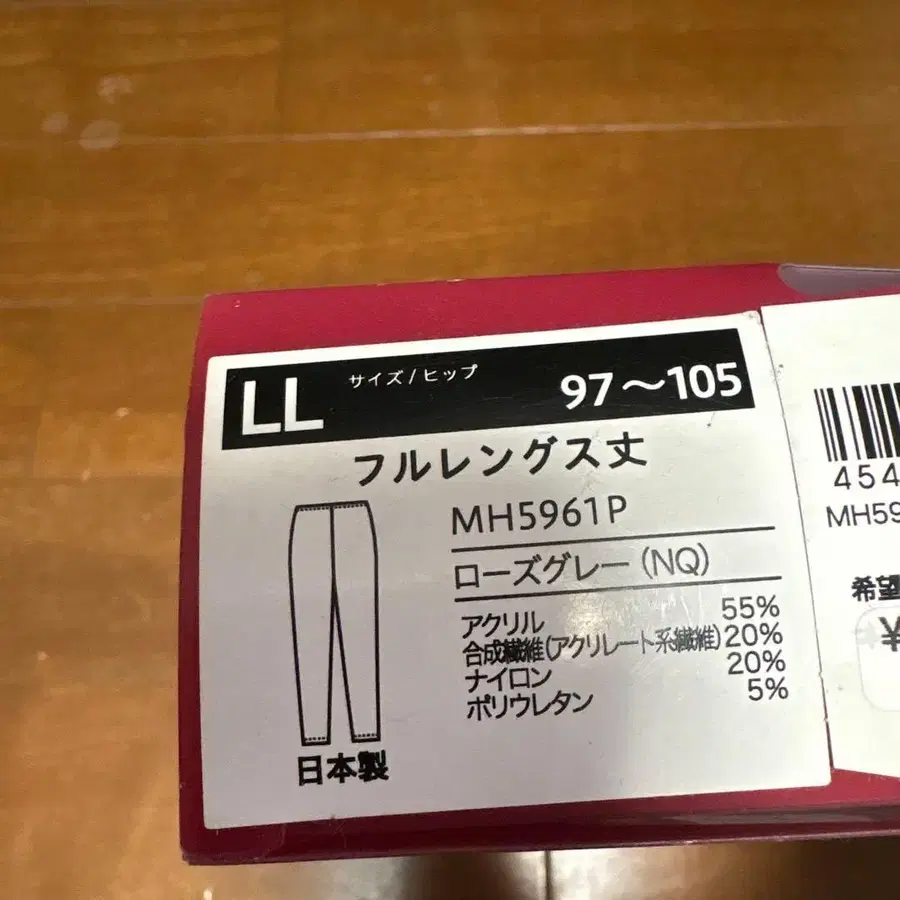 LL サイズ/ヒップ 97〜105
フルレングス丈
MH5961P
ローズグレー(NQ)
アクリル 55%
合成繊維(アクリレート系繊維) 20%
ナイロン 20%
ポリウレタン 5%
日本製
454
MH59
希望
¥